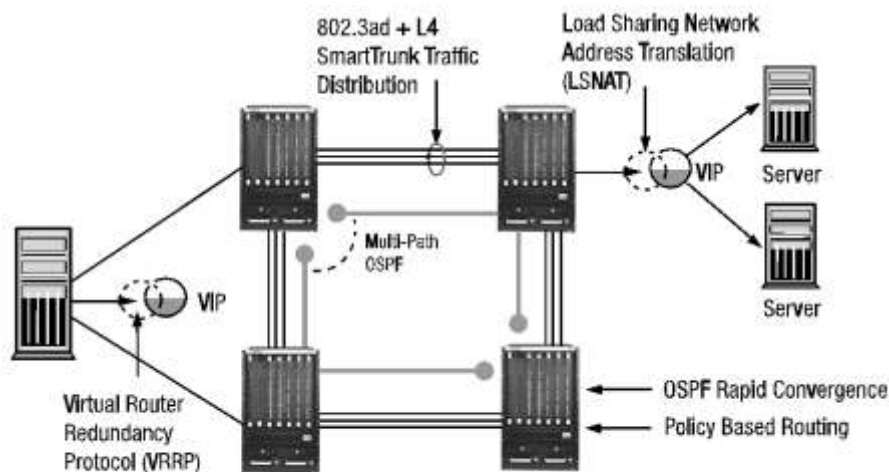 802.3ad + L4
SmartTrunk Traffic
Distribution
Load Sharing Network
Address Translation
(LSNAT)
VIP
Server
Multi-Path
OSPF
VIP
Server
Virtual Router
Redundancy
Protocol (VRRP)
OSPF Rapid Convergence
Policy Based Routing